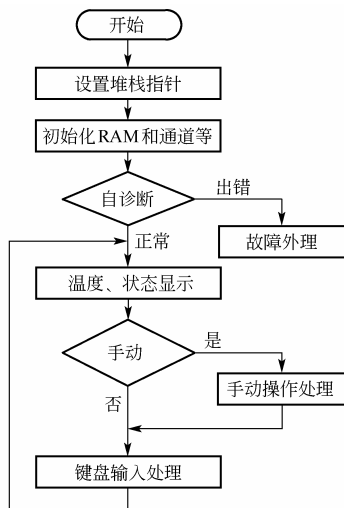 开始
设置堆栈指针
初始化RAM和通道等
自诊断
出错
正常
故障外理
温度、状态显示
手动
是
否
手动操作处理
键盘输入处理